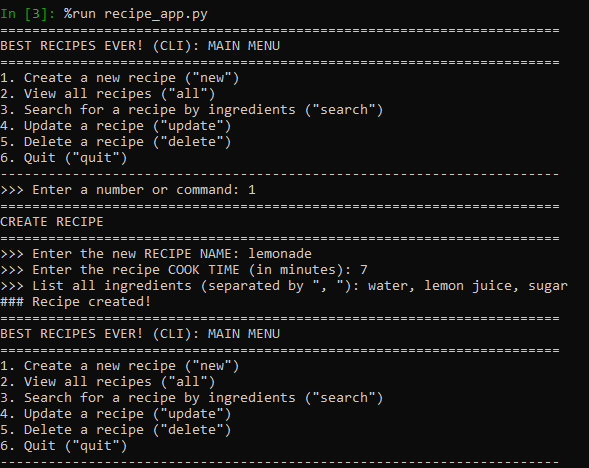 In [3]: %run recipe_app.py
======================================================================
BEST RECIPES EVER! (CLI): MAIN MENU
======================================================================
1. Create a new recipe ("new")
2. View all recipes ("all")
3. Search for a recipe by ingredients ("search")
4. Update a recipe ("update")
5. Delete a recipe ("delete")
6. Quit ("quit")
----------------------------------------------------------------------
>>> Enter a number or command: 1
======================================================================
CREATE RECIPE
======================================================================
>>> Enter the new RECIPE NAME: lemonade
>>> Enter the recipe COOK TIME (in minutes): 7
>>> List all ingredients (separated by ", "): water, lemon juice, sugar
### Recipe created!
======================================================================
BEST RECIPES EVER! (CLI): MAIN MENU
======================================================================
1. Create a new recipe ("new")
2. View all recipes ("all")
3. Search for a recipe by ingredients ("search")
4. Update a recipe ("update")
5. Delete a recipe ("delete")
6. Quit ("quit")
----------------------------------------------------------------------